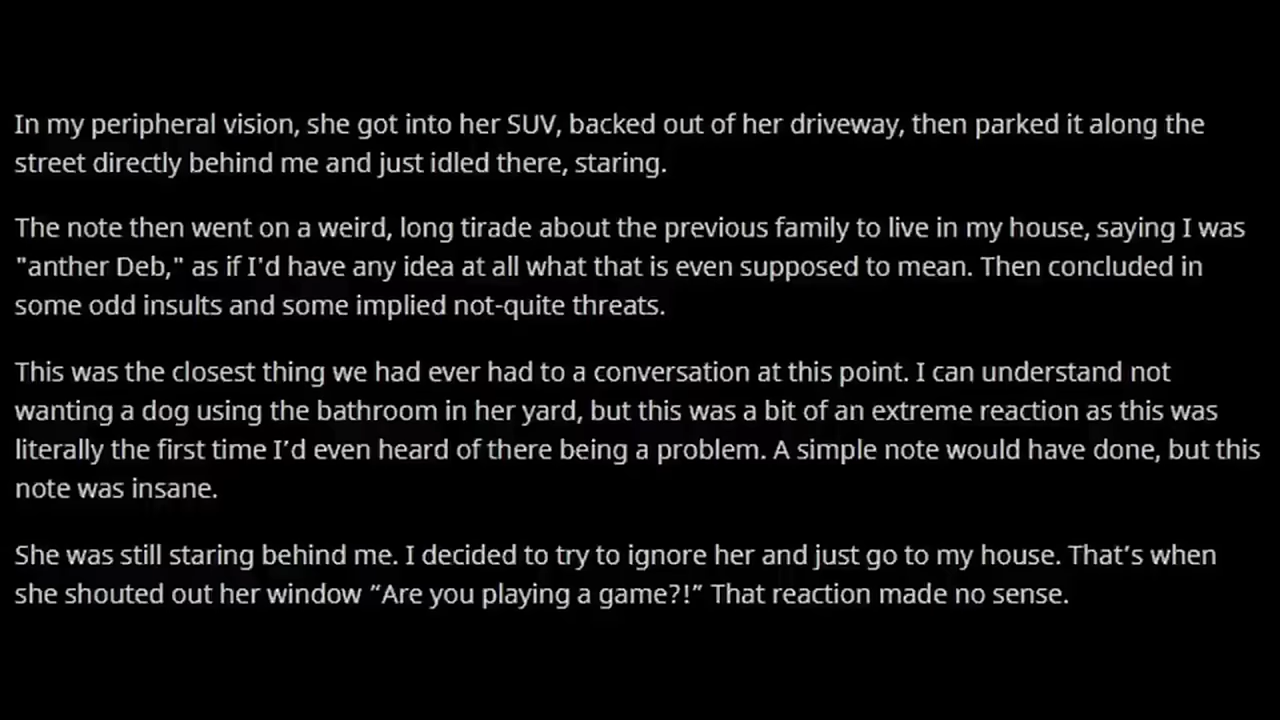 In my peripheral vision, she got into her SUV, backed out of her driveway, then parked it along the
street directly behind me and just idled there, staring.
The note then went on a weird, long tirade about the previous family to live in my house, saying I was
"anther Deb," as if I'd have any idea at all what that is even supposed to mean. Then concluded in
some odd insults and some implied not-quite threats.
This was the closest thing we had ever had to a conversation at this point. I can understand not
wanting a dog using the bathroom in her yard, but this was a bit of an extreme reaction as this was
literally the first time I’d even heard of there being a problem. A simple note would have done, but this
note was insane.
She was still staring behind me. I decided to try to ignore her and just go to my house. That’s when
she shouted out her window “Are you playing a game?!” That reaction made no sense.